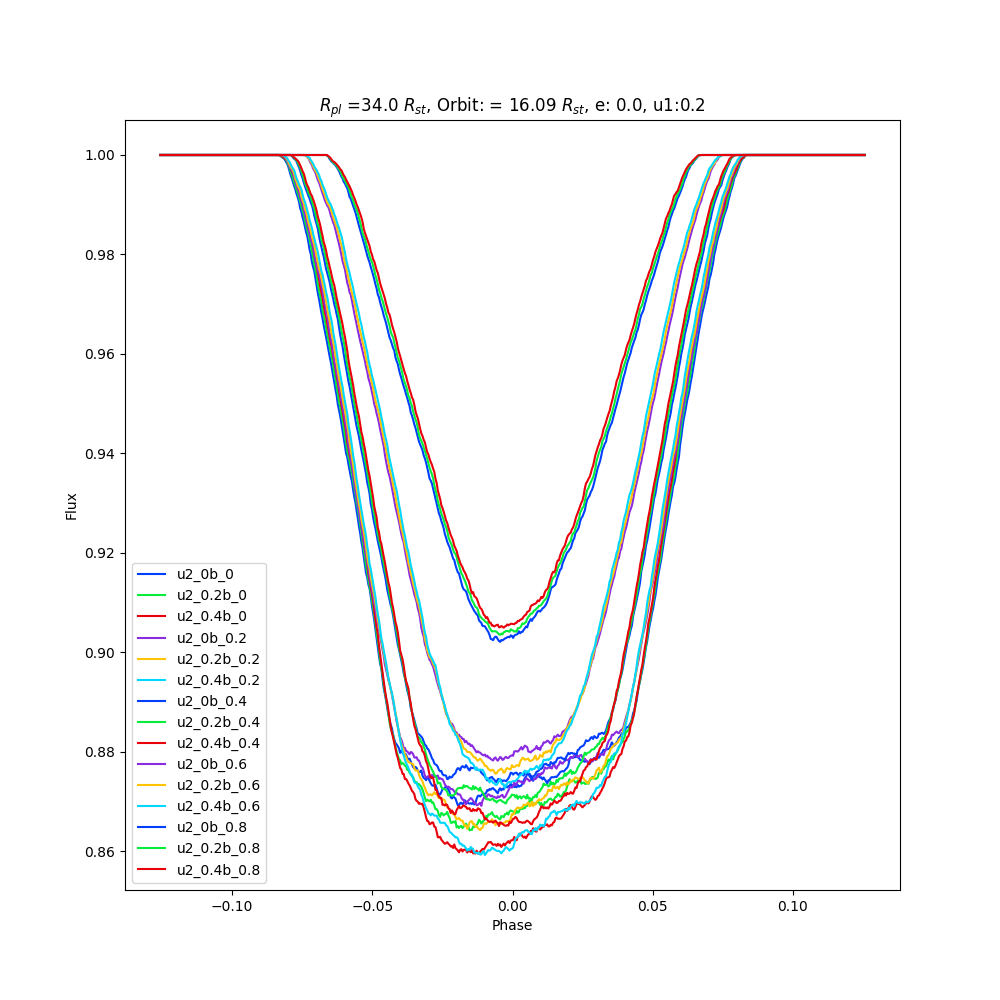 R_pl =34.0 R_st, Orbit: = 16.09 R_st, e: 0.0, u1:0.2
1.00
0.98
0.96
0.94
0.92
0.90
0.88
0.86
Flux
u2_0b_0
u2_0.2b_0
u2_0.4b_0
u2_0b_0.2
u2_0.2b_0.2
u2_0.4b_0.2
u2_0b_0.4
u2_0.2b_0.4
u2_0.4b_0.4
u2_0b_0.6
u2_0.2b_0.6
u2_0.4b_0.6
u2_0b_0.8
u2_0.2b_0.8
u2_0.4b_0.8
−0.10 −0.05 0.00 0.05 0.10
Phase